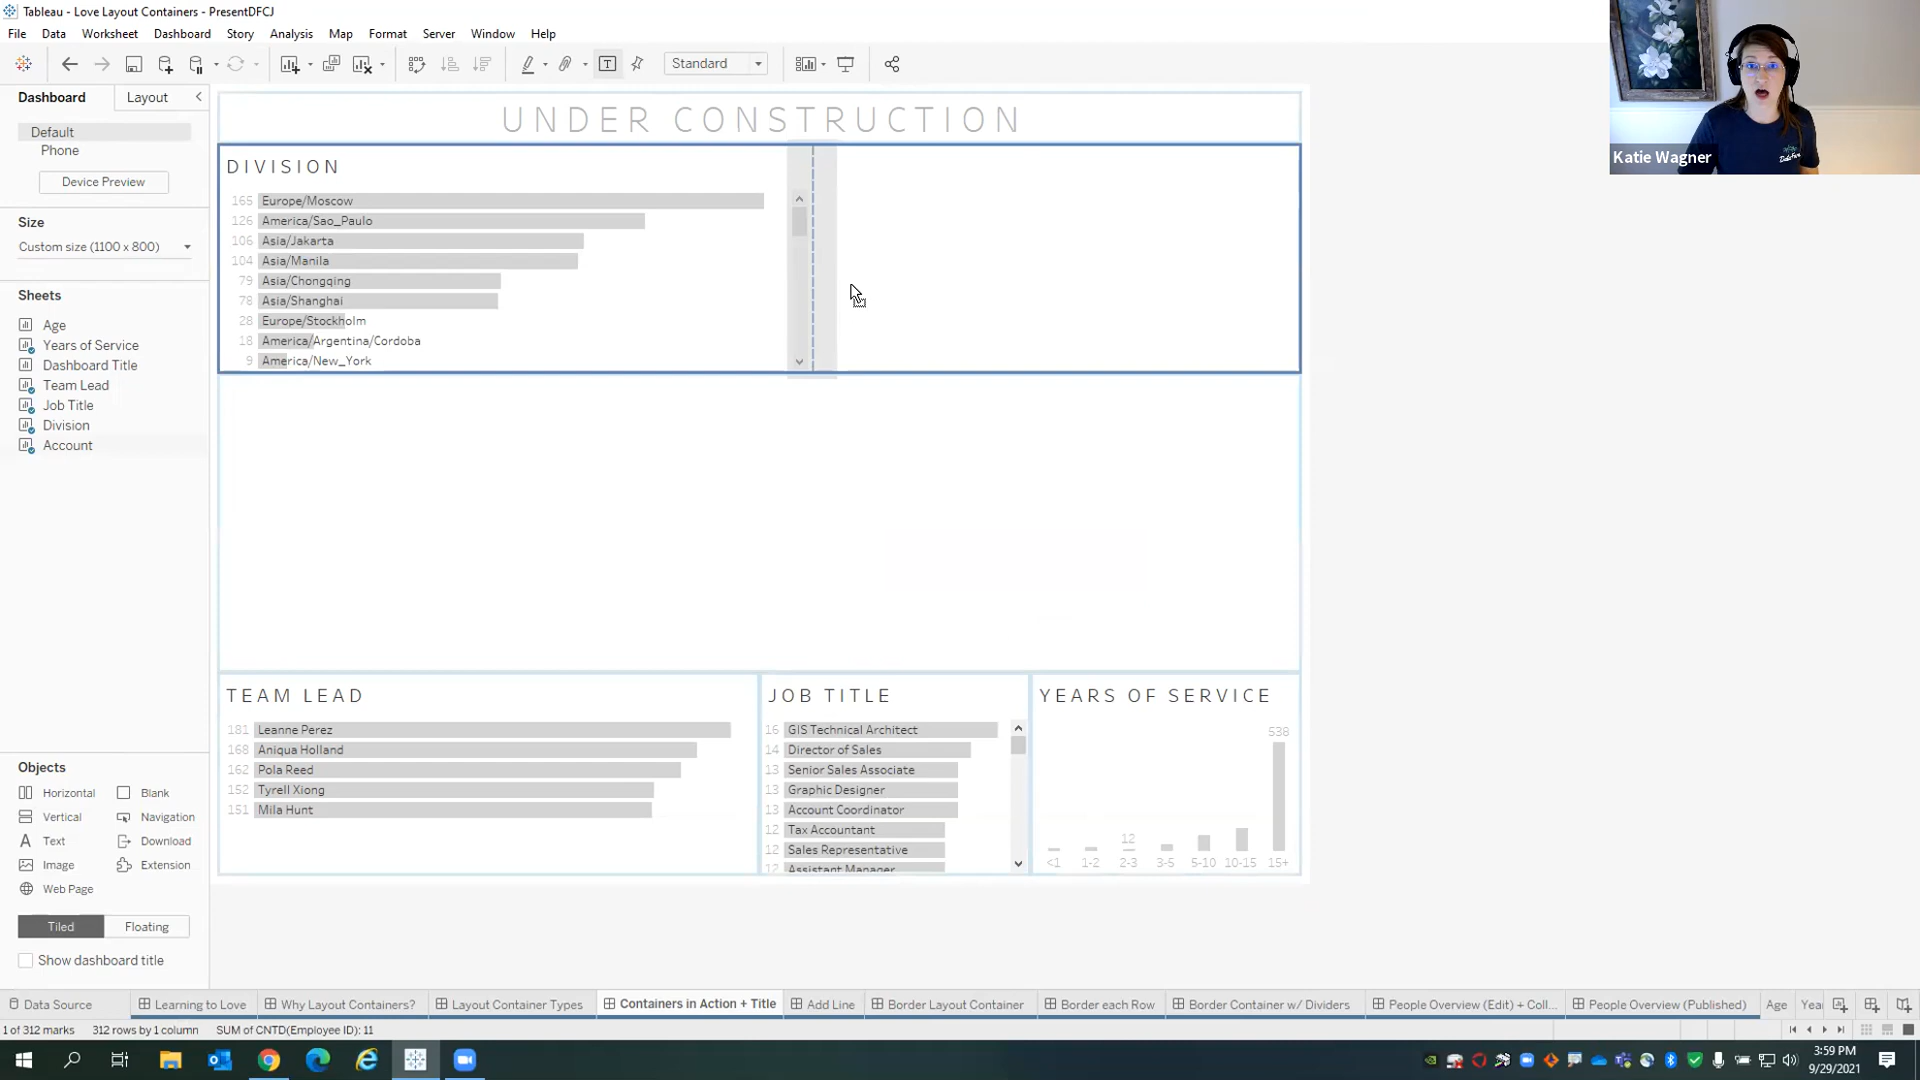 Tableau - Love Layout Containers - PresentDFCJ
File Data Worksheet Dashboard Story Analysis Map Format Server Window Help
Standard
Dashboard Layout
Default
Phone
Device Preview
Size
Custom size (1100 x 800)
Sheets
Age
Years of Service
Dashboard Title
Team Lead
Job Title
Division
Account
Objects
Horizontal Blank
Vertical Navigation
Text Download
Image Extension
Web Page
Tiled Floating
Show dashboard title
UNDER CONSTRUCTION
DIVISION
165 Europe/Moscow
126 America/Sao_Paulo
106 Asia/Jakarta
104 Asia/Manila
79 Asia/Chongqing
78 Asia/Shanghai
28 Europe/Stockholm
18 America/Argentina/Cordoba
9 America/New_York
TEAM LEAD
181 Leanne Perez
168 Aniqua Holland
162 Pola Reed
152 Tyrell Xiong
151 Mila Hunt
JOB TITLE
16 GIS Technical Architect
14 Director of Sales
13 Senior Sales Associate
13 Graphic Designer
13 Account Coordinator
12 Tax Accountant
12 Sales Representative
12 Assistant Manager
YEARS OF SERVICE
538
12
<1 1-2 2-3 3-5 5-10 10-15 15+
Katie Wagner
Data Source Learning to Love Why Layout Containers? Layout Container Types Containers in Action + Title Add Line Border Layout Container Border each Row Border Container w/ Dividers People Overview (Edit) + Coll... People Overview (Published) Age Yea
1 of 312 marks 312 rows by 1 column SUM of CNTD(Employee ID): 11
3:59 PM
9/29/2021